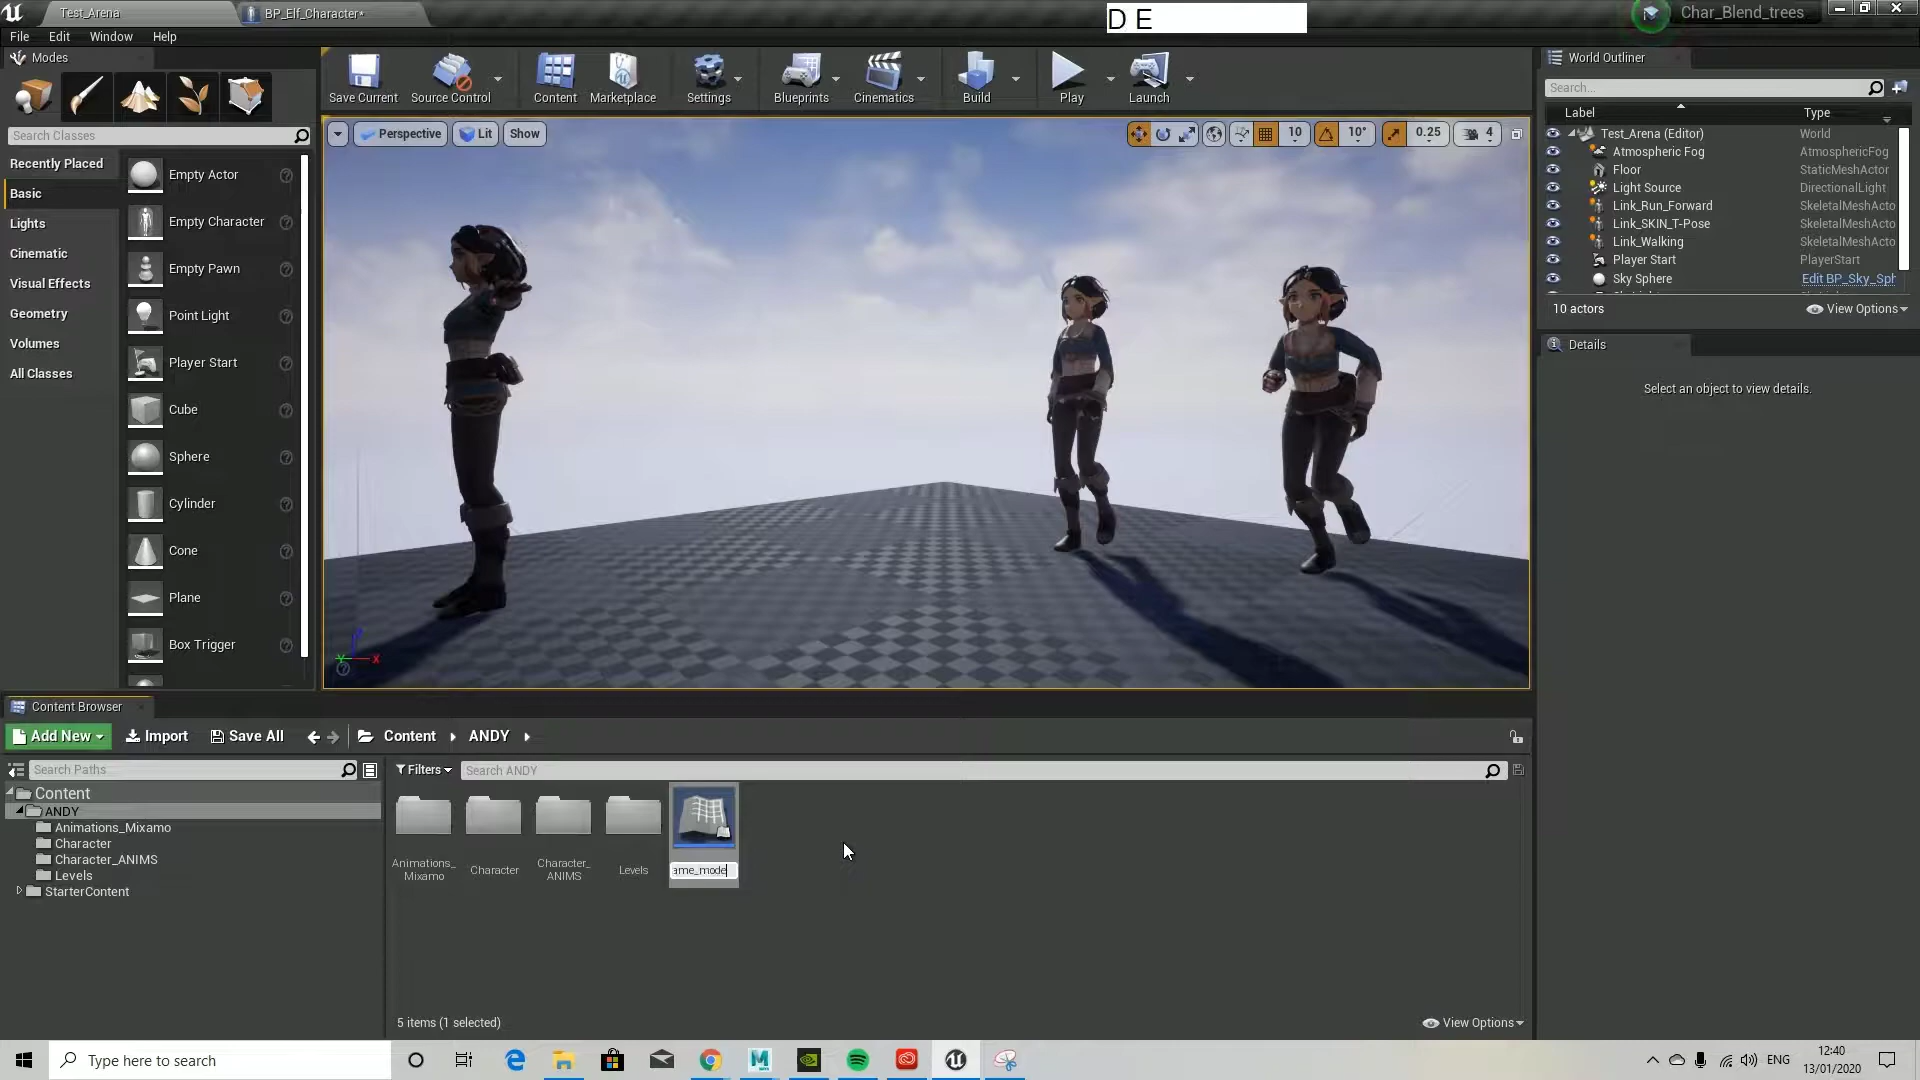 Test_Arena
BP_Elf_Character*
D E
Char_Blend_trees
File Edit Window Help
Modes
Search Classes
Recently Placed
Basic
Lights
Cinematic
Visual Effects
Geometry
Volumes
All Classes
Empty Actor
Empty Character
Empty Pawn
Point Light
Player Start
Cube
Sphere
Cylinder
Cone
Plane
Box Trigger
Save Current
Source Control
Content
Marketplace
Settings
Blueprints
Cinematics
Build
Play
Launch
Perspective
Lit
Show
10
10°
0.25
4
Y X
World Outliner
Search...
Label Type
Test_Arena (Editor) World
Atmospheric Fog AtmosphericFog
Floor StaticMeshActor
Light Source DirectionalLight
Link_Run_Forward SkeletalMeshActo
Link_SKIN_T-Pose SkeletalMeshActo
Link_Walking SkeletalMeshActo
Player Start PlayerStart
Sky Sphere Edit BP_Sky_Sph
10 actors
View Options
Details
Select an object to view details.
Content Browser
Add New
Import
Save All
Content
ANDY
Search Paths
Filters
Search ANDY
Content
ANDY
Animations_Mixamo
Character
Character_ANIMS
Levels
StarterContent
Animations_
Mixamo
Character
Character_
ANIMS
Levels
ame_mode
5 items (1 selected)
View Options
Type here to search
ENG
12:40
13/01/2020